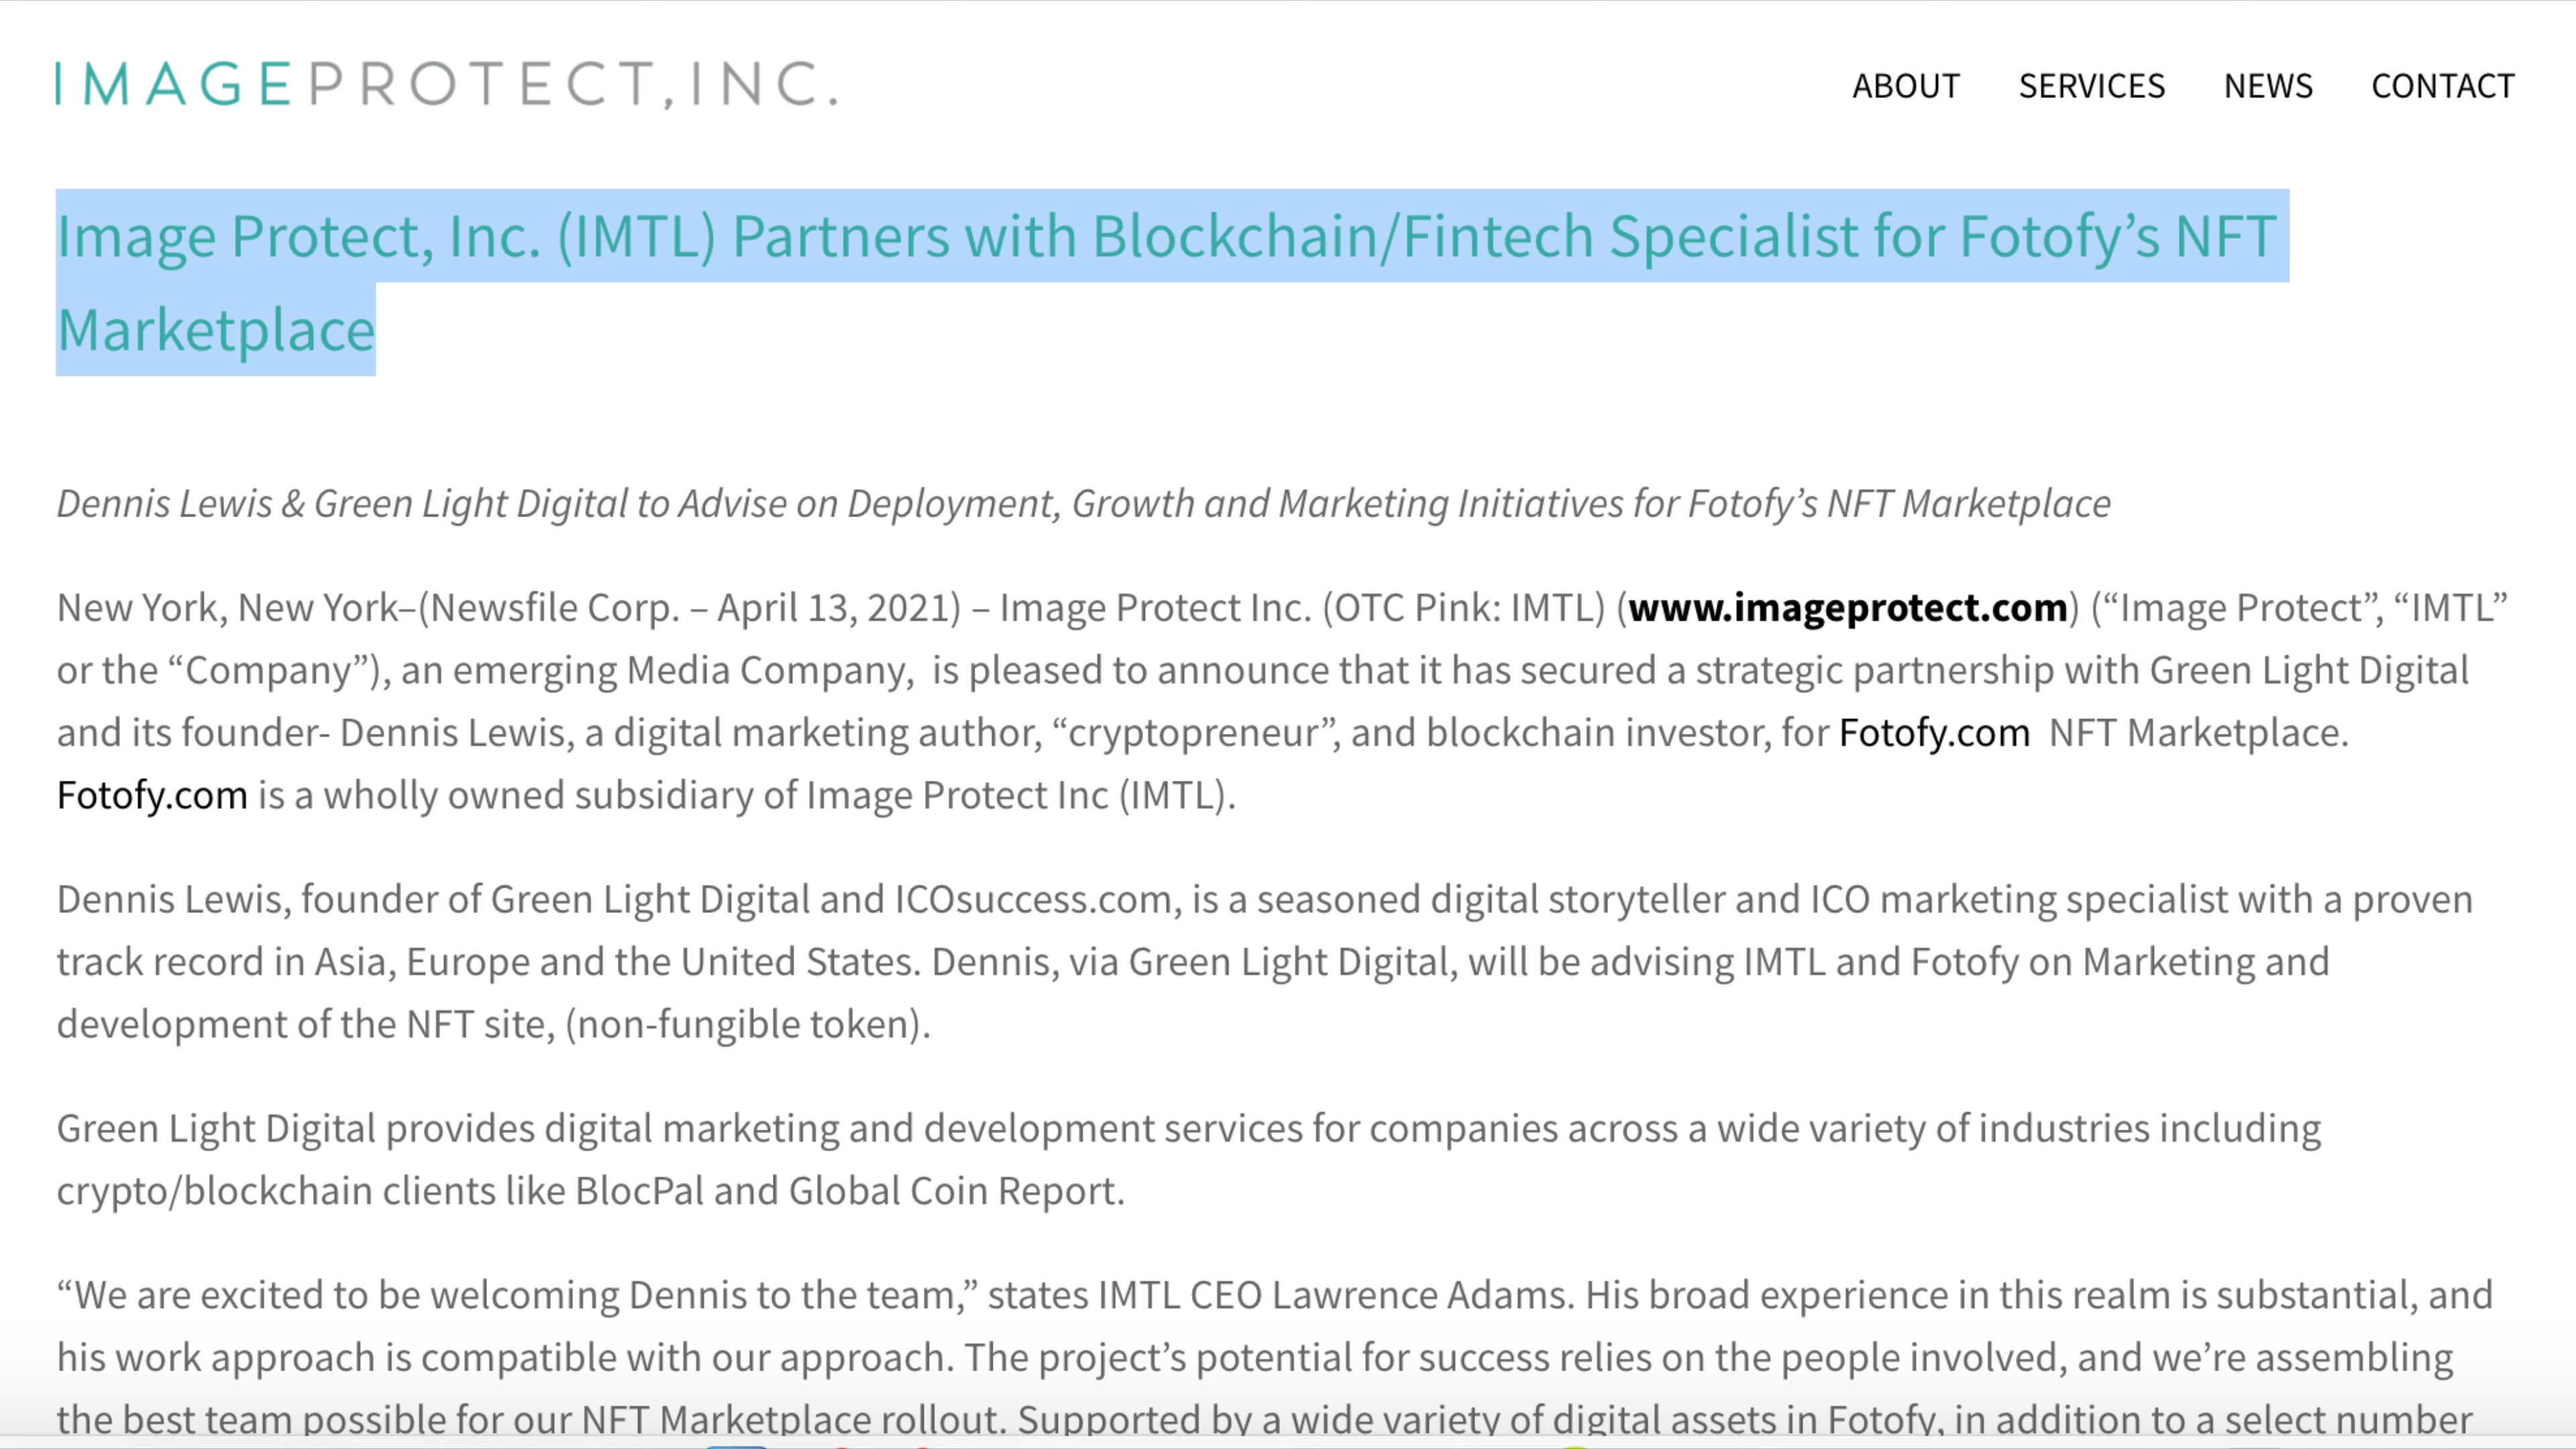 IMAGEPROTECT,INC.
ABOUT SERVICES NEWS CONTACT
Image Protect, Inc. (IMTL) Partners with Blockchain/Fintech Specialist for Fotofy’s NFT
Marketplace
Dennis Lewis & Green Light Digital to Advise on Deployment, Growth and Marketing Initiatives for Fotofy’s NFT Marketplace
New York, New York–(Newsfile Corp. – April 13, 2021) – Image Protect Inc. (OTC Pink: IMTL) (www.imageprotect.com) (“Image Protect”, “IMTL”
or the “Company”), an emerging Media Company,  is pleased to announce that it has secured a strategic partnership with Green Light Digital
and its founder- Dennis Lewis, a digital marketing author, “cryptopreneur”, and blockchain investor, for Fotofy.com  NFT Marketplace.
Fotofy.com is a wholly owned subsidiary of Image Protect Inc (IMTL).
Dennis Lewis, founder of Green Light Digital and ICOsuccess.com, is a seasoned digital storyteller and ICO marketing specialist with a proven
track record in Asia, Europe and the United States. Dennis, via Green Light Digital, will be advising IMTL and Fotofy on Marketing and
development of the NFT site, (non-fungible token).
Green Light Digital provides digital marketing and development services for companies across a wide variety of industries including
crypto/blockchain clients like BlocPal and Global Coin Report.
“We are excited to be welcoming Dennis to the team,” states IMTL CEO Lawrence Adams. His broad experience in this realm is substantial, and
his work approach is compatible with our approach. The project’s potential for success relies on the people involved, and we’re assembling
the best team possible for our NFT Marketplace rollout. Supported by a wide variety of digital assets in Fotofy, in addition to a select number